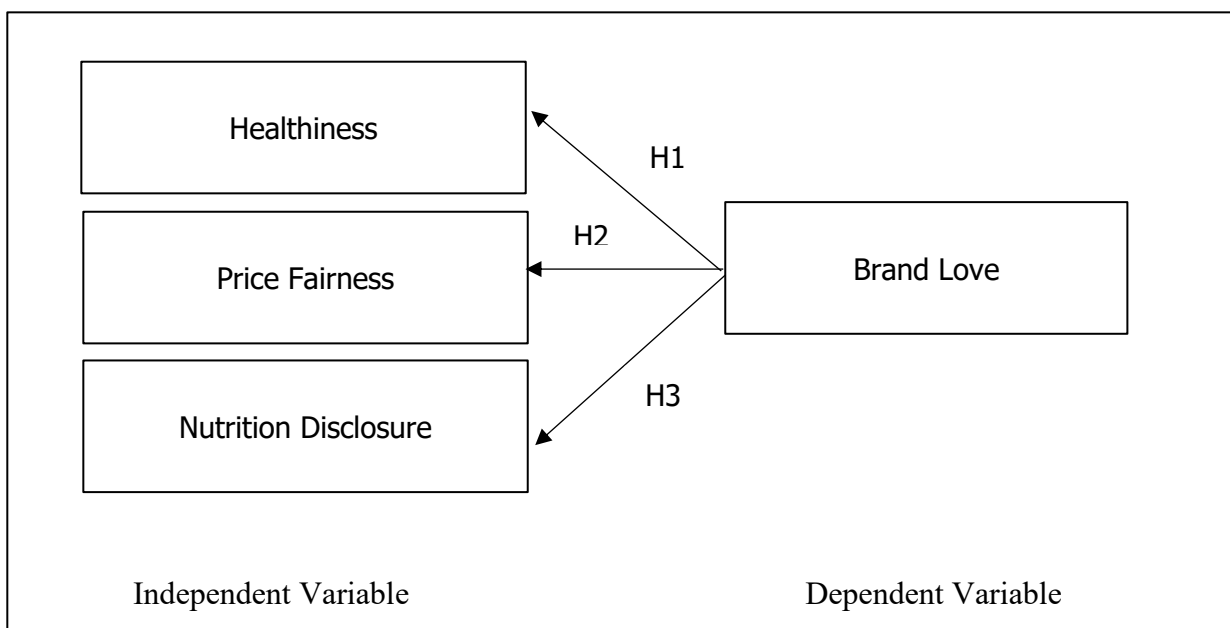 Healthiness
H1
H2
Price Fairness
Brand Love
H3
Nutrition Disclosure
Independent Variable
Dependent Variable